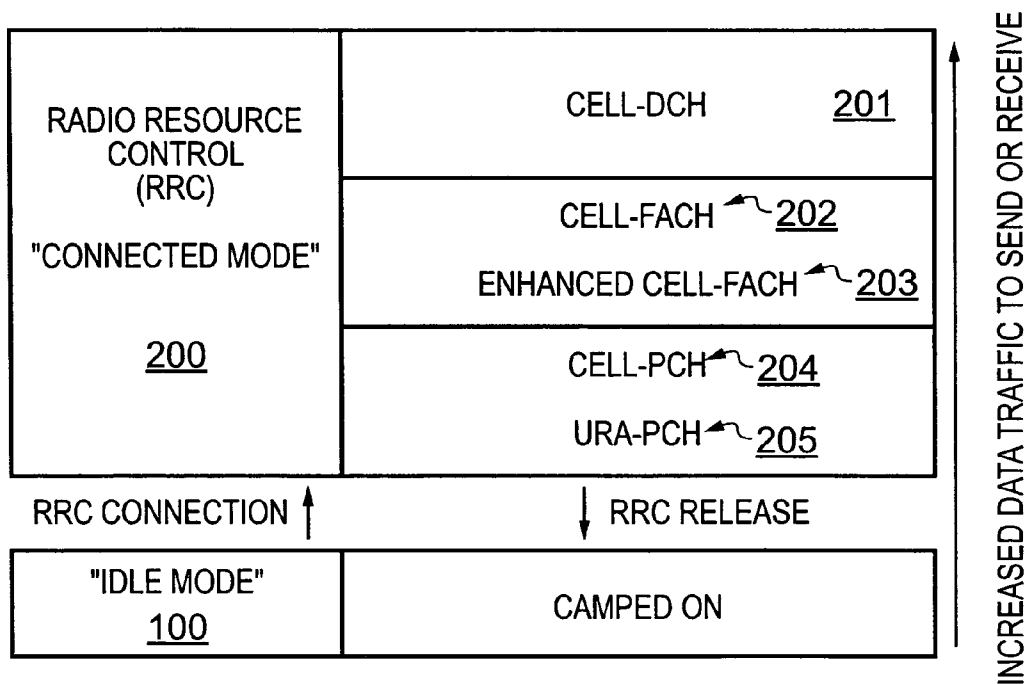 RADIO RESOURCE
CONTROL
(RRC)
"CONNECTED MODE"
200
CELL-DCH 201
CELL-FACH 202
ENHANCED CELL-FACH 203
CELL-PCH 204
URA-PCH 205
RRC CONNECTION
RRC RELEASE
"IDLE MODE"
100
CAMPED ON
INCREASED DATA TRAFFIC TO SEND OR RECEIVE